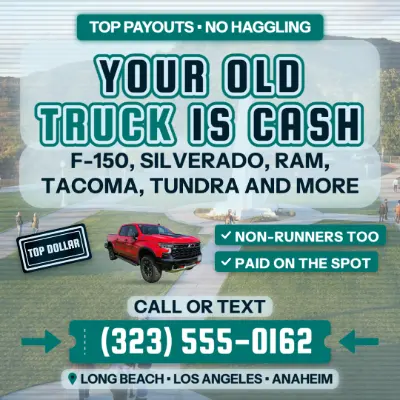 TOP PAYOUTS • NO HAGGLING
YOUR OLD
TRUCK IS CASH
F-150, SILVERADO, RAM,
TACOMA, TUNDRA AND MORE
TOP DOLLAR
✓ NON-RUNNERS TOO
✓ PAID ON THE SPOT
CALL OR TEXT
(323) 555-0162
LONG BEACH • LOS ANGELES • ANAHEIM